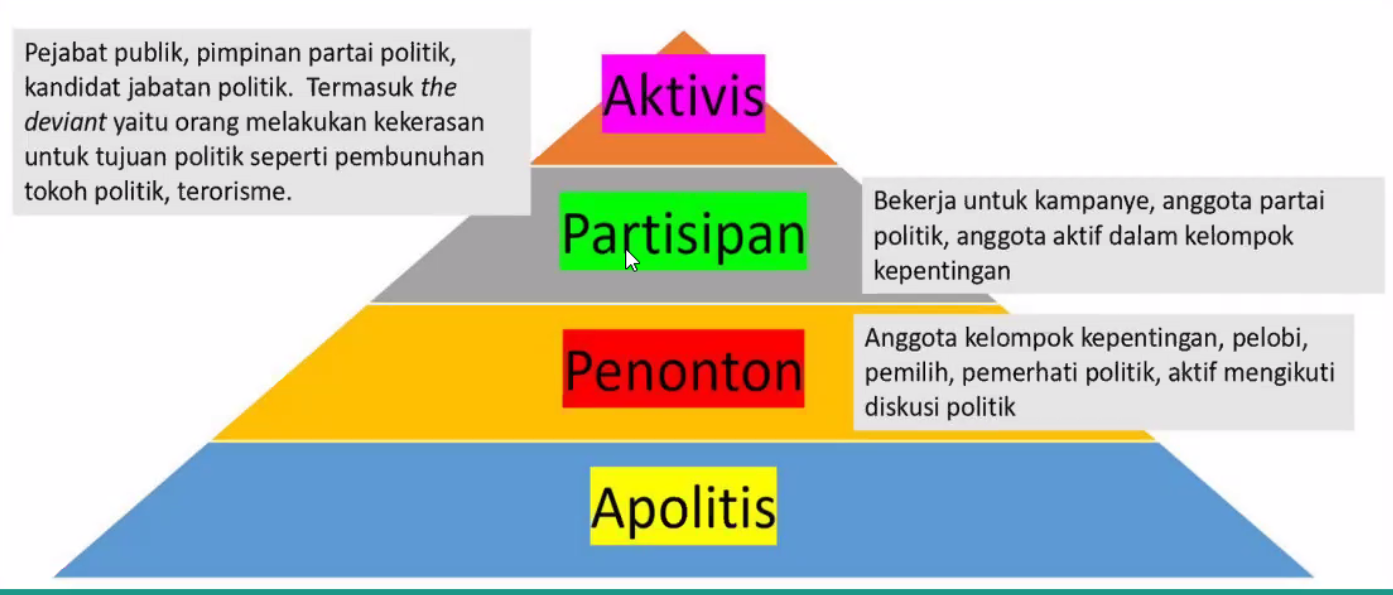 Pejabat publik, pimpinan partai politik,
kandidat jabatan politik. Termasuk the
deviant yaitu orang melakukan kekerasan
untuk tujuan politik seperti pembunuhan
tokoh politik, terorisme.
Aktivis
Partisipan
Bekerja untuk kampanye, anggota partai
politik, anggota aktif dalam kelompok
kepentingan
Penonton
Anggota kelompok kepentingan, pelobi,
pemilih, pemerhati politik, aktif mengikuti
diskusi politik
Apolitis